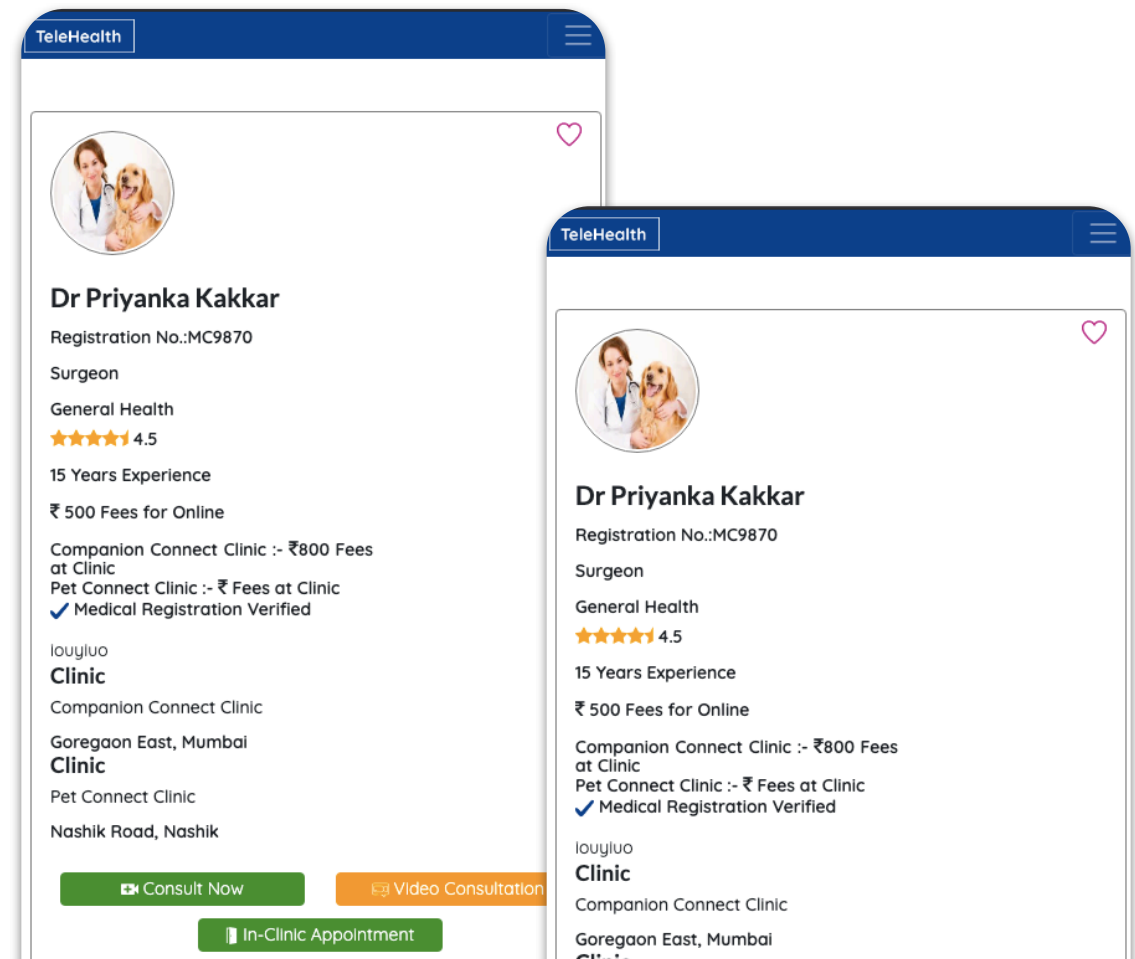 TeleHealth
Dr Priyanka Kakkar
Registration No.:MC9870
Surgeon
General Health
4.5
15 Years Experience
₹ 500 Fees for Online
Companion Connect Clinic :- ₹800 Fees
at Clinic
Pet Connect Clinic :- ₹ Fees at Clinic
Medical Registration Verified
louyluo
Clinic
Companion Connect Clinic
Goregaon East, Mumbai
Clinic
Pet Connect Clinic
Nashik Road, Nashik
Consult Now
Video Consultation
In-Clinic Appointment
TeleHealth
Dr Priyanka Kakkar
Registration No.:MC9870
Surgeon
General Health
4.5
15 Years Experience
₹ 500 Fees for Online
Companion Connect Clinic :- ₹800 Fees
at Clinic
Pet Connect Clinic :- ₹ Fees at Clinic
Medical Registration Verified
louyluo
Clinic
Companion Connect Clinic
Goregaon East, Mumbai
Clinic